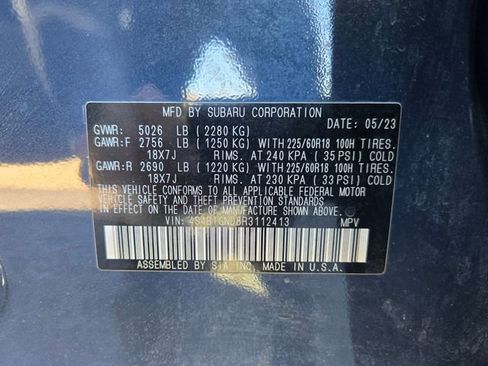 MFD BY SUBARU CORPORATION
DATE: 05/23
GVWR: 5026 LB (2280 KG)
GAWR:F 2756 LB (1250 KG) WITH 225/60R18 100H TIRES.
18X7J RIMS. AT 240 KPA (35 PSI) COLD
GAWR:R 2690 LB (1220 KG) WITH 225/60R18 100H TIRES.
18X7J RIMS. AT 230 KPA (33 PSI) COLD
THIS VEHICLE CONFORMS TO ALL APPLICABLE FEDERAL MOTOR
VEHICLE SAFETY, BUMPER, AND THEFT PREVENTION
STANDARDS IN EFFECT ON THE DATE OF
MANUFACTURE SHOWN ABOVE.
VIN: MPV
ASSEMBLED BY SIA INC. IN U.S.A.